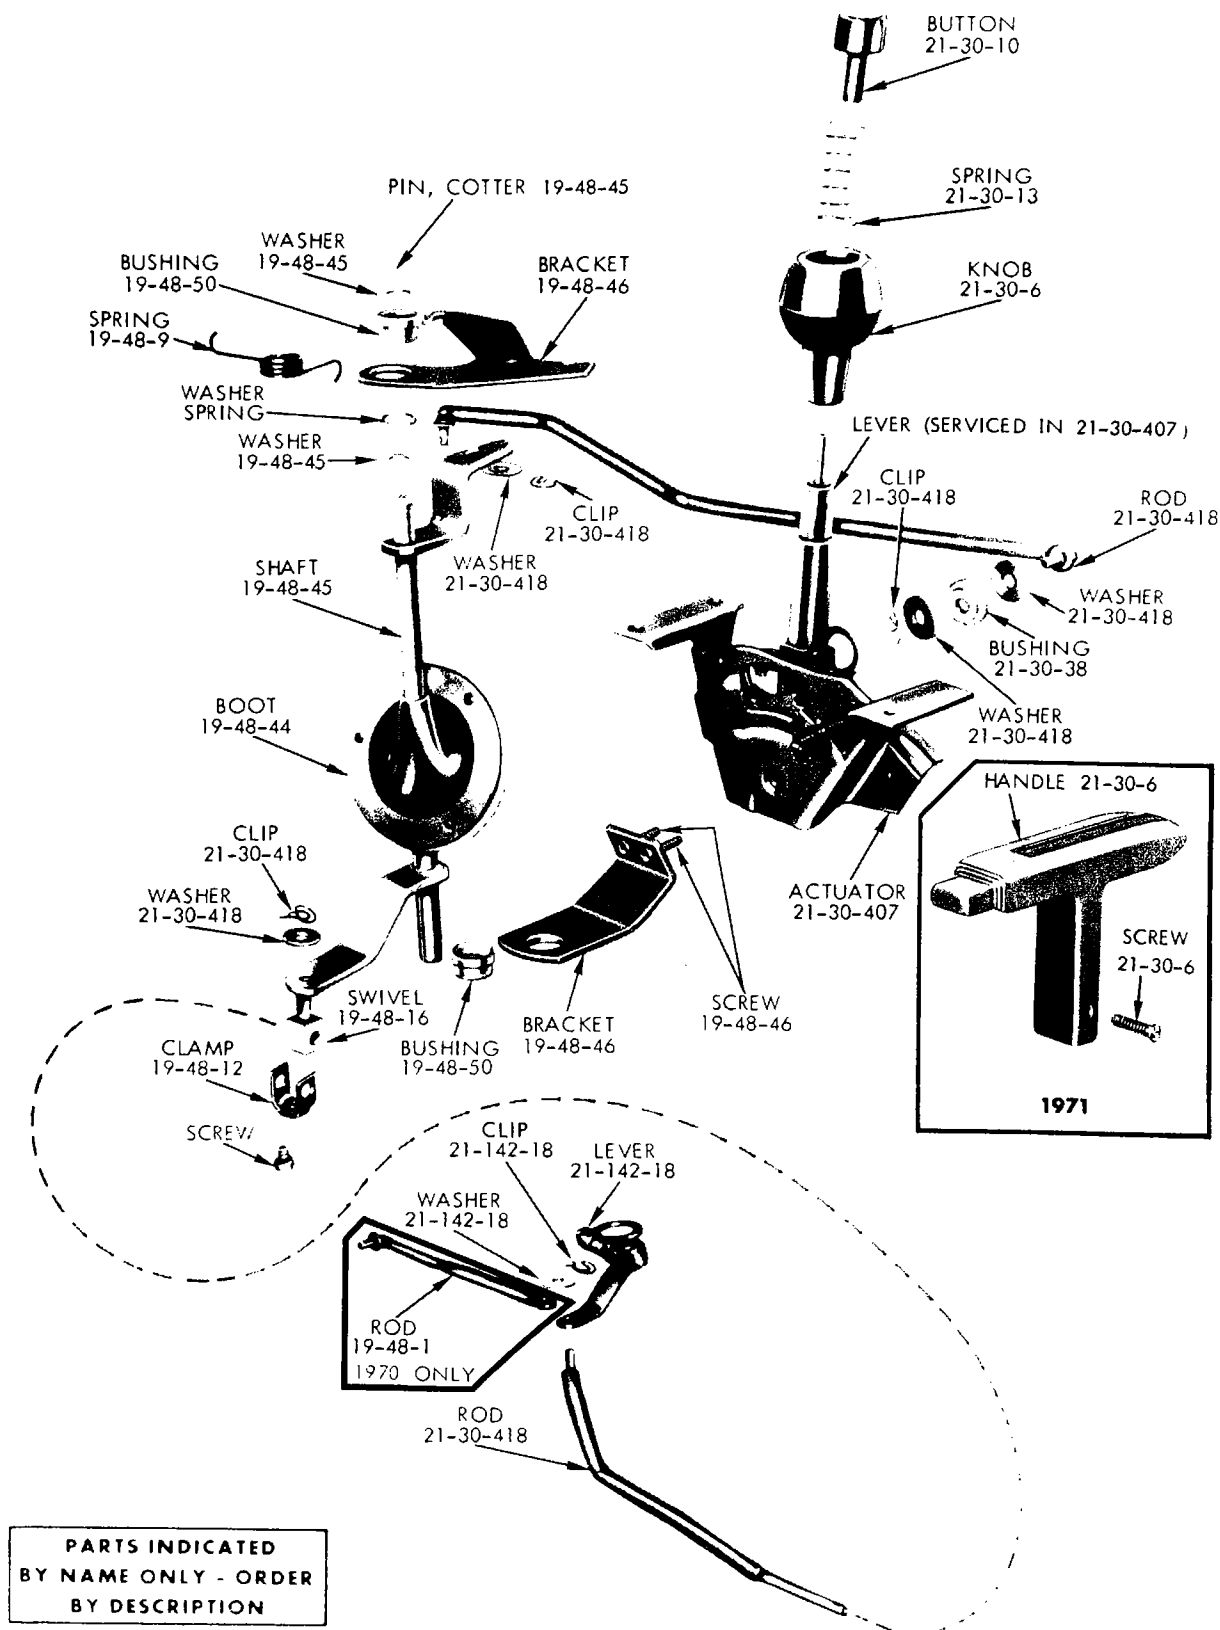 BUTTON
21-30-10
SPRING
21-30-13
PIN, COTTER 19-48-45
WASHER
19-48-45
BUSHING
19-48-50
BRACKET
19-48-46
KNOB
21-30-6
SPRING
19-48-9
WASHER
SPRING
WASHER
19-48-45
LEVER (SERVICED IN 21-30-407)
CLIP
21-30-418
ROD
21-30-418
CLIP
21-30-418
WASHER
21-30-418
SHAFT
19-48-45
WASHER
21-30-418
BUSHING
21-30-38
BOOT
19-48-44
WASHER
21-30-418
HANDLE 21-30-6
CLIP
21-30-418
WASHER
21-30-418
ACTUATOR
21-30-407
SCREW
21-30-6
SWIVEL
19-48-16
SCREW
19-48-46
BRACKET
19-48-46
BUSHING
19-48-50
CLAMP
19-48-12
1971
SCREW
CLIP
21-142-18
LEVER
21-142-18
WASHER
21-142-18
ROD
19-48-1
1970 ONLY
ROD
21-30-418
PARTS INDICATED
BY NAME ONLY - ORDER
BY DESCRIPTION